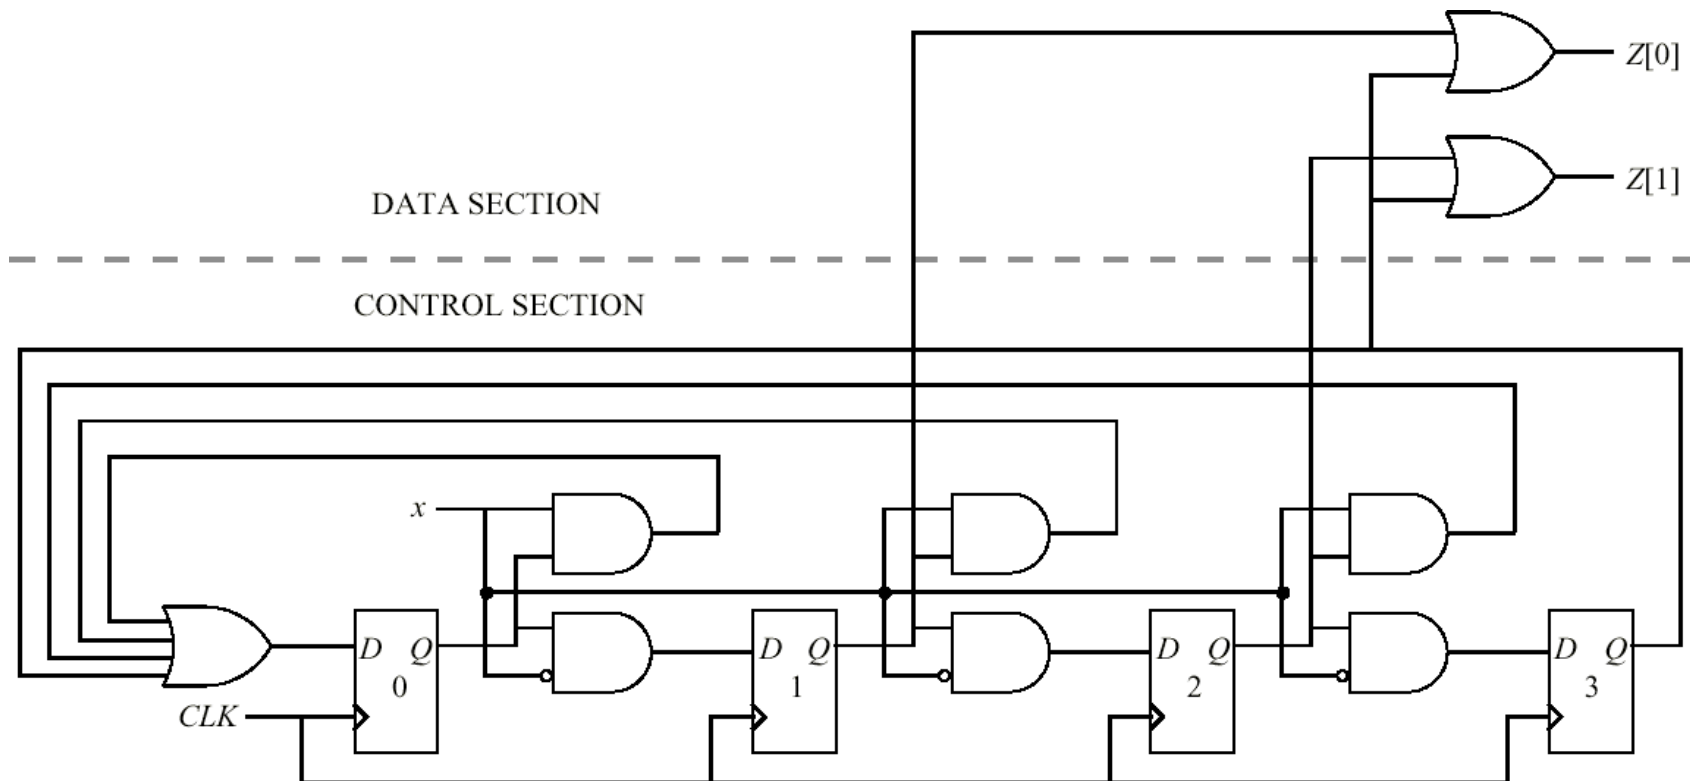 Z[0]
Z[1]
DATA SECTION
CONTROL SECTION
x
D Q D Q D Q D Q
0 1 2 3
CLK